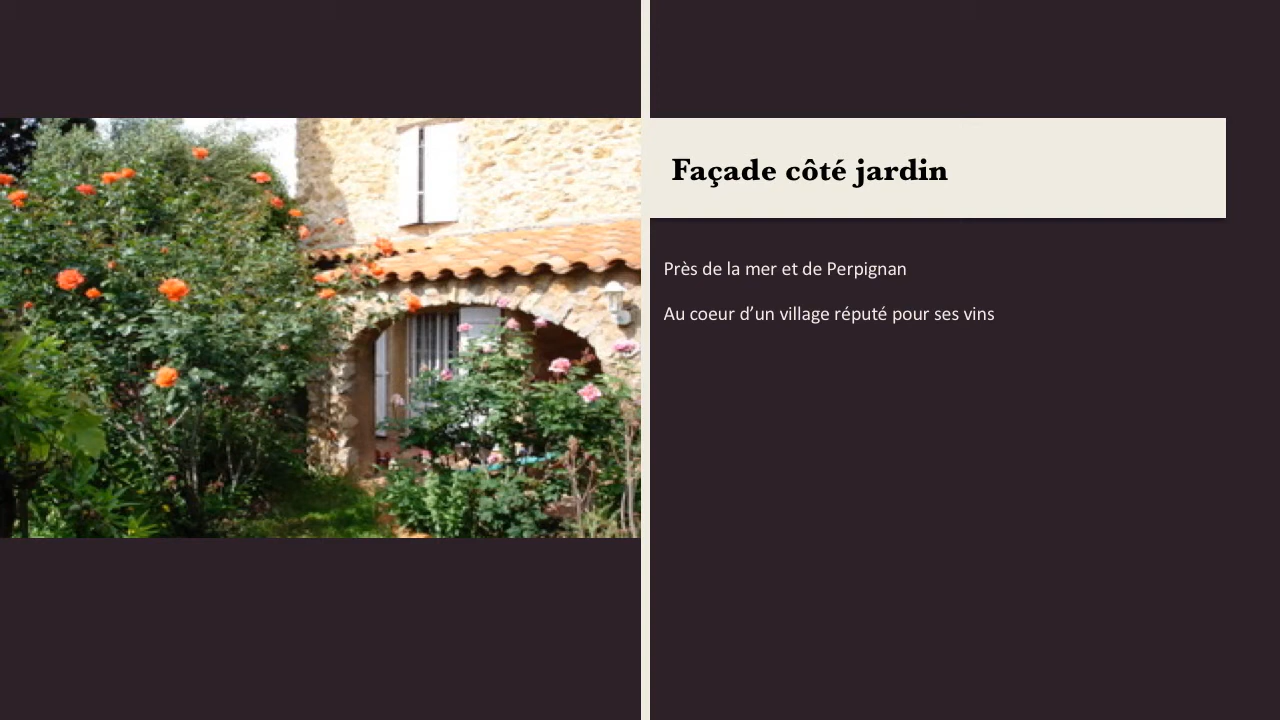 Façade côté jardin
Près de la mer et de Perpignan
Au coeur d’un village réputé pour ses vins